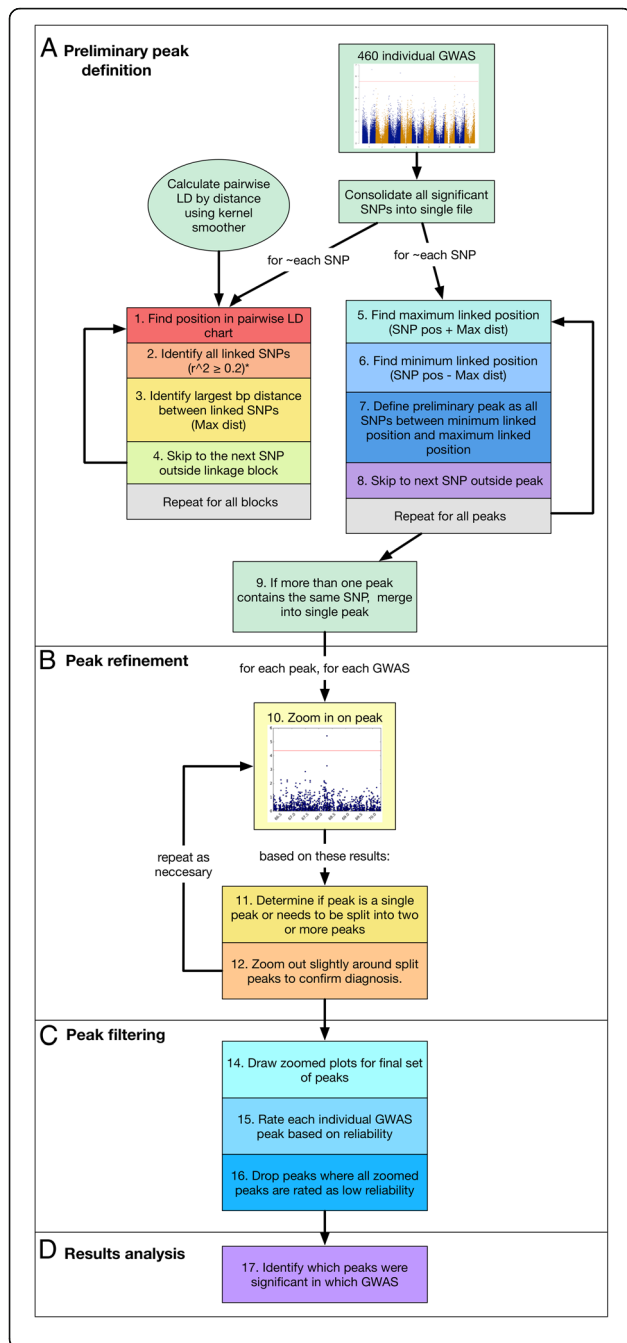 A Preliminary peak
definition
460 individual GWAS
Calculate pairwise
LD by distance
using kernel
smoother
Consolidate all significant
SNPs into single file
for ~each SNP
for ~each SNP
1. Find position in pairwise LD
chart
2. Identify all linked SNPs
(r^2 ≥ 0.2)*
3. Identify largest bp distance
between linked SNPs
(Max dist)
4. Skip to the next SNP
outside linkage block
Repeat for all blocks
5. Find maximum linked position
(SNP pos + Max dist)
6. Find minimum linked position
(SNP pos - Max dist)
7. Define preliminary peak as all
SNPs between minimum linked
position and maximum linked
position
8. Skip to next SNP outside peak
Repeat for all peaks
9. If more than one peak
contains the same SNP, merge
into single peak
B Peak refinement
for each peak, for each GWAS
10. Zoom in on peak
repeat as
neccesary
based on these results:
11. Determine if peak is a single
peak or needs to be split into two
or more peaks
12. Zoom out slightly around split
peaks to confirm diagnosis.
C Peak filtering
14. Draw zoomed plots for final set
of peaks
15. Rate each individual GWAS
peak based on reliability
16. Drop peaks where all zoomed
peaks are rated as low reliability
D Results analysis
17. Identify which peaks were
significant in which GWAS